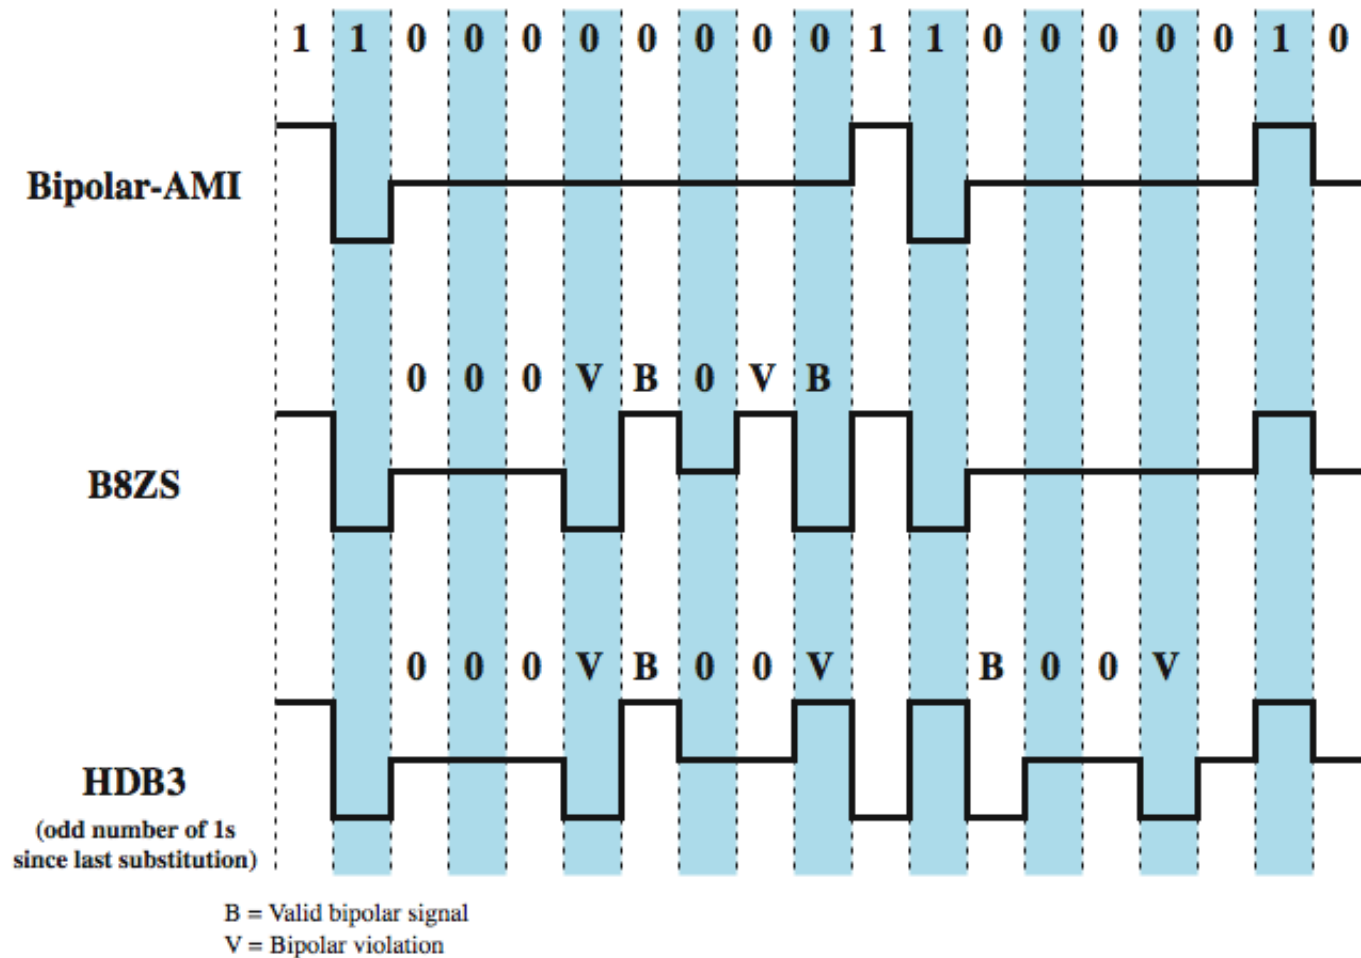 1 1 0 0 0 0 0 0 0 0 1 1 0 0 0 0 0 1 0
Bipolar-AMI
0 0 0 V B 0 V B
B8ZS
0 0 0 V B 0 0 V B 0 0 V
HDB3
(odd number of 1s
since last substitution)
B = Valid bipolar signal
V = Bipolar violation